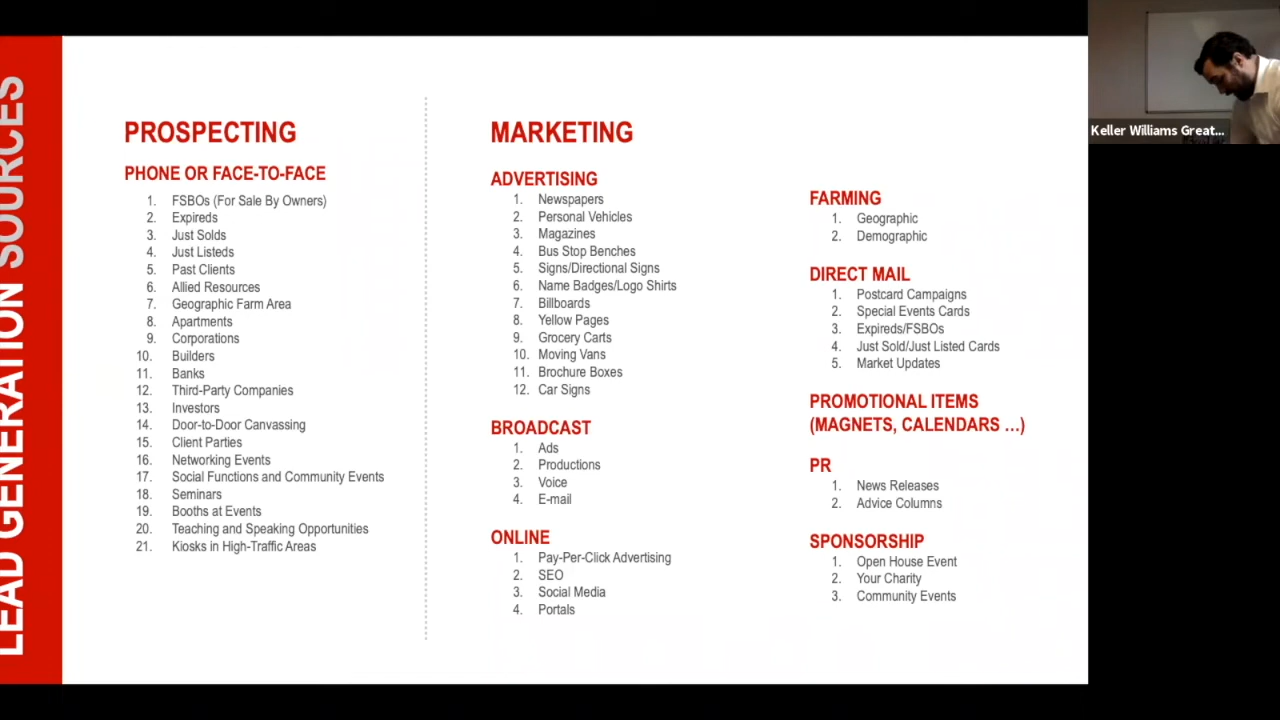 LEAD GENERATION SOURCES
PROSPECTING
PHONE OR FACE-TO-FACE
1. FSBOs (For Sale By Owners)
2. Expireds
3. Just Solds
4. Just Listeds
5. Past Clients
6. Allied Resources
7. Geographic Farm Area
8. Apartments
9. Corporations
10. Builders
11. Banks
12. Third-Party Companies
13. Investors
14. Door-to-Door Canvassing
15. Client Parties
16. Networking Events
17. Social Functions and Community Events
18. Seminars
19. Booths at Events
20. Teaching and Speaking Opportunities
21. Kiosks in High-Traffic Areas
MARKETING
ADVERTISING
1. Newspapers
2. Personal Vehicles
3. Magazines
4. Bus Stop Benches
5. Signs/Directional Signs
6. Name Badges/Logo Shirts
7. Billboards
8. Yellow Pages
9. Grocery Carts
10. Moving Vans
11. Brochure Boxes
12. Car Signs
BROADCAST
1. Ads
2. Productions
3. Voice
4. E-mail
ONLINE
1. Pay-Per-Click Advertising
2. SEO
3. Social Media
4. Portals
FARMING
1. Geographic
2. Demographic
DIRECT MAIL
1. Postcard Campaigns
2. Special Events Cards
3. Expireds/FSBOs
4. Just Sold/Just Listed Cards
5. Market Updates
PROMOTIONAL ITEMS
(MAGNETS, CALENDARS ...)
PR
1. News Releases
2. Advice Columns
SPONSORSHIP
1. Open House Event
2. Your Charity
3. Community Events
Keller Williams Great...